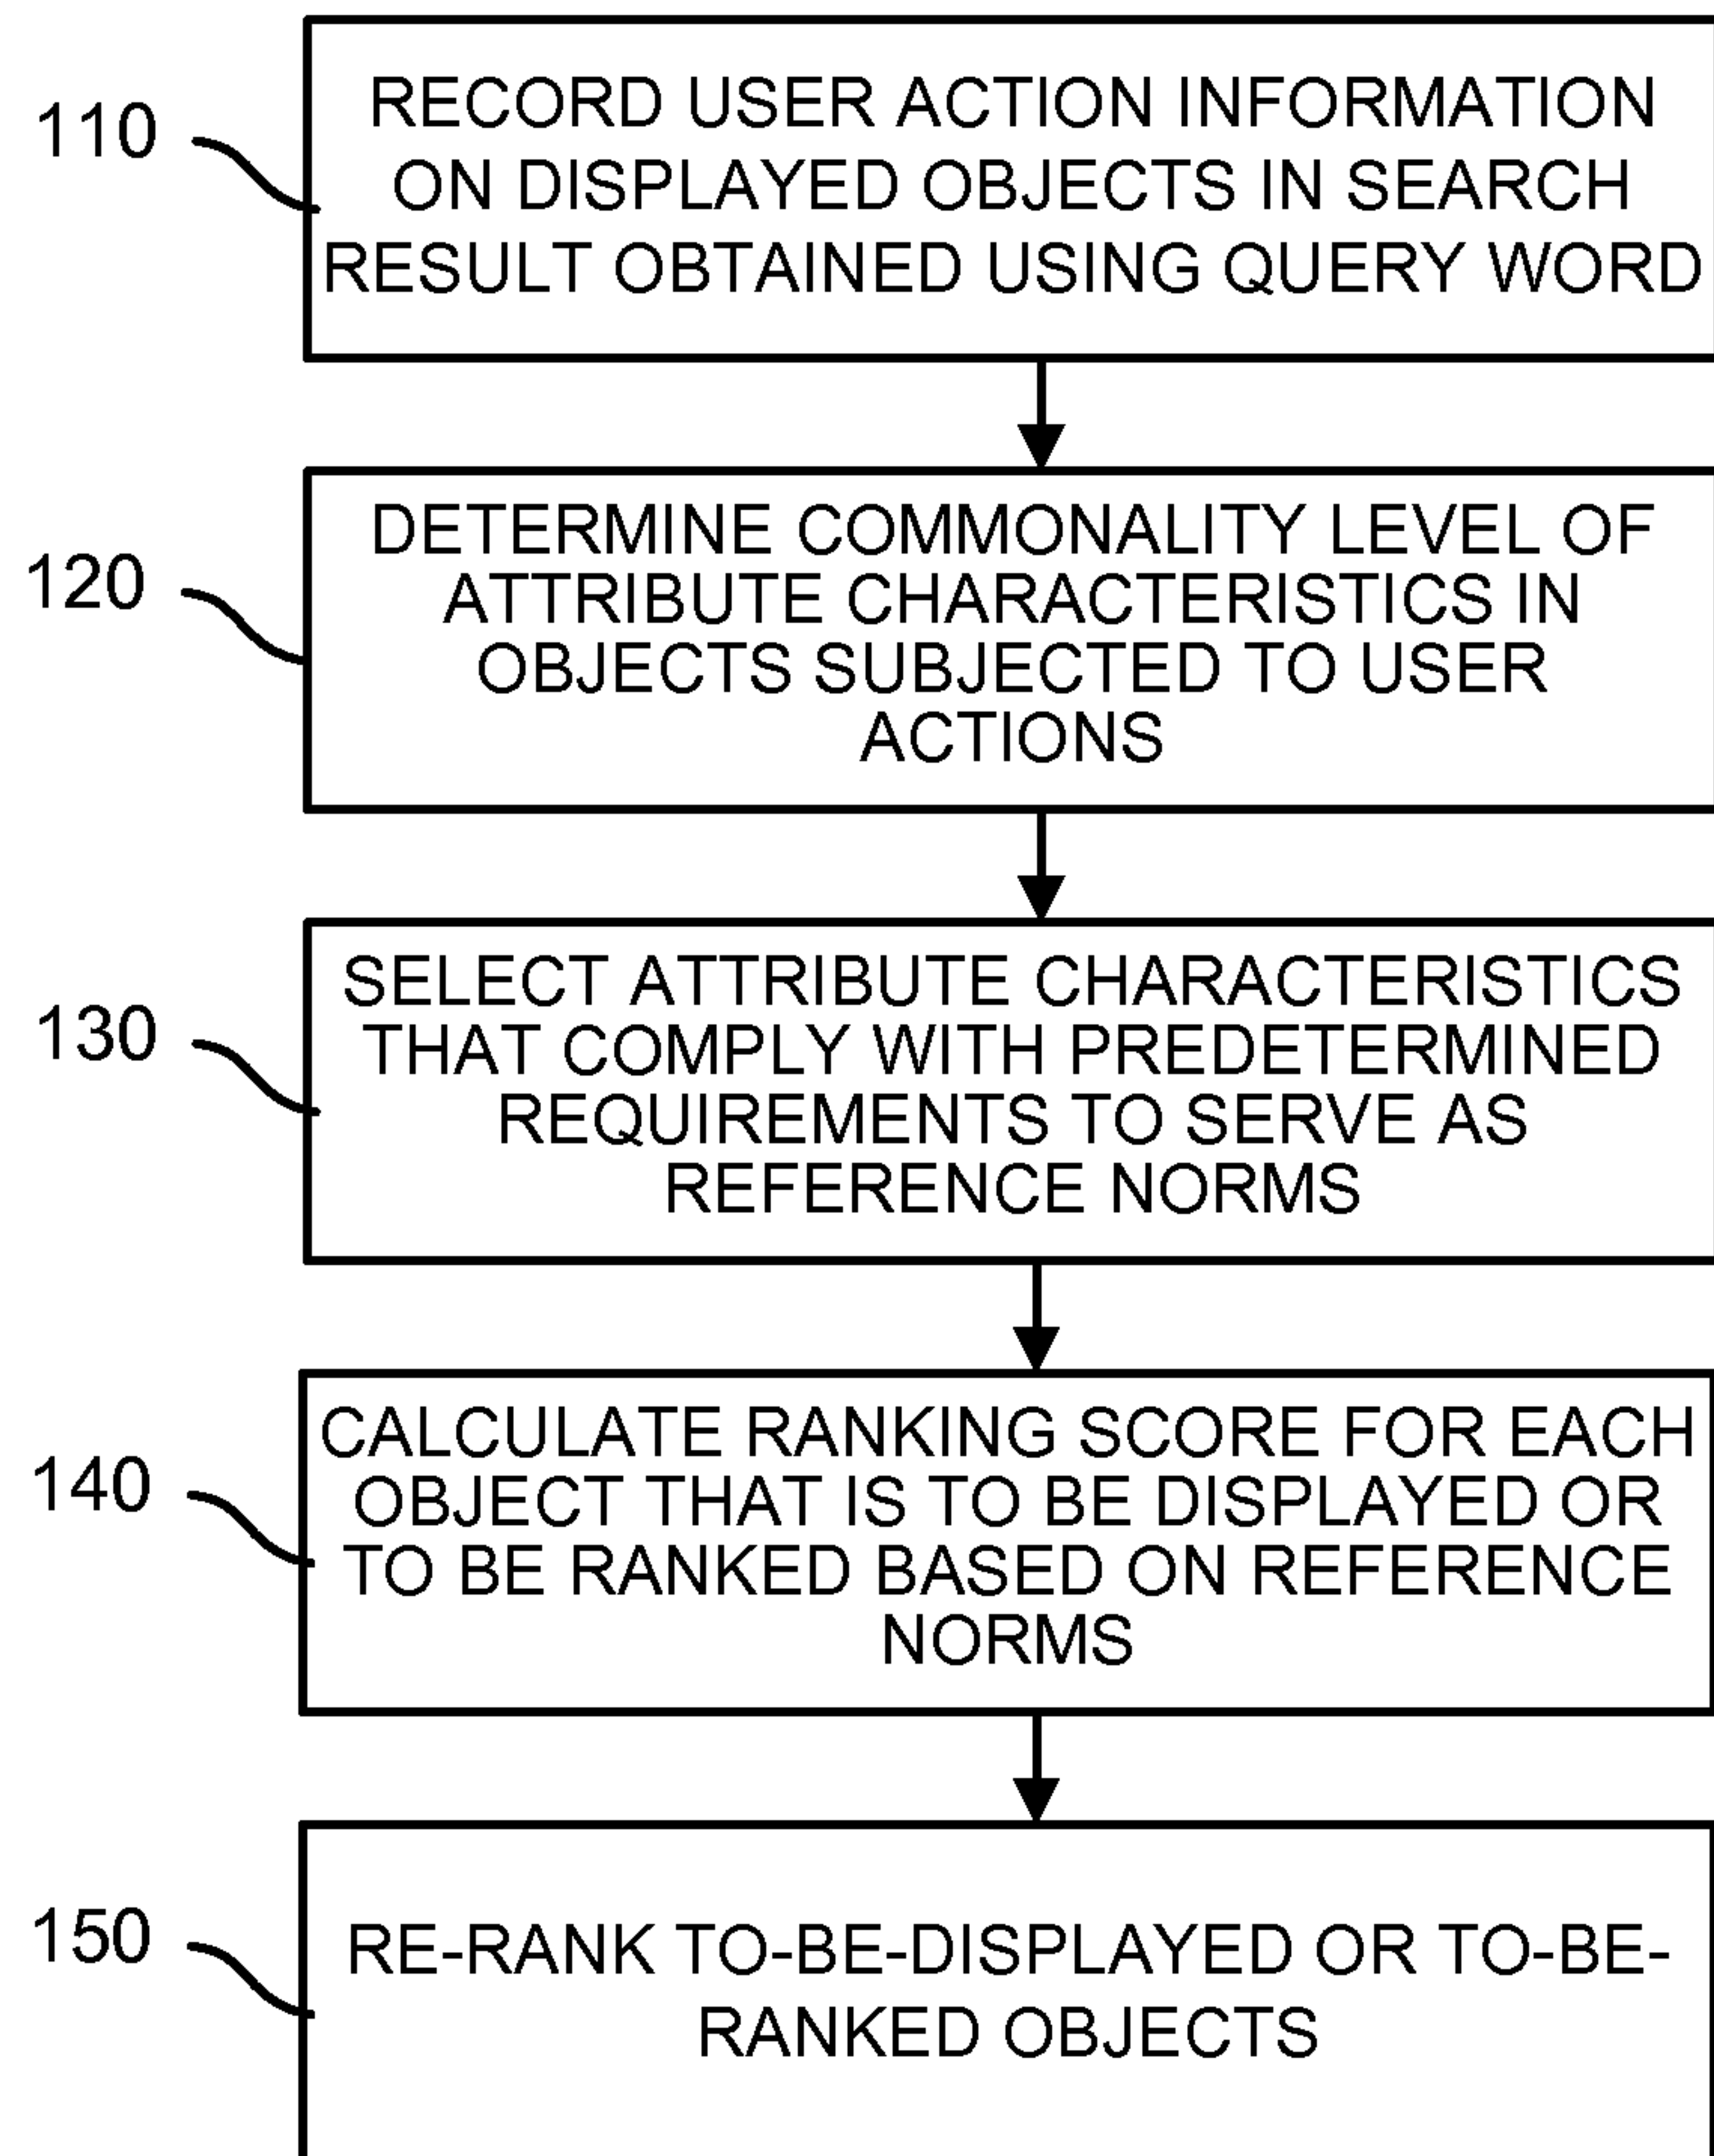 110
RECORD USER ACTION INFORMATION
ON DISPLAYED OBJECTS IN SEARCH
RESULT OBTAINED USING QUERY WORD
120
DETERMINE COMMONALITY LEVEL OF
ATTRIBUTE CHARACTERISTICS IN
OBJECTS SUBJECTED TO USER
ACTIONS
130
SELECT ATTRIBUTE CHARACTERISTICS
THAT COMPLY WITH PREDETERMINED
REQUIREMENTS TO SERVE AS
REFERENCE NORMS
140
CALCULATE RANKING SCORE FOR EACH
OBJECT THAT IS TO BE DISPLAYED OR
TO BE RANKED BASED ON REFERENCE
NORMS
150
RE-RANK TO-BE-DISPLAYED OR TO-BE-
RANKED OBJECTS